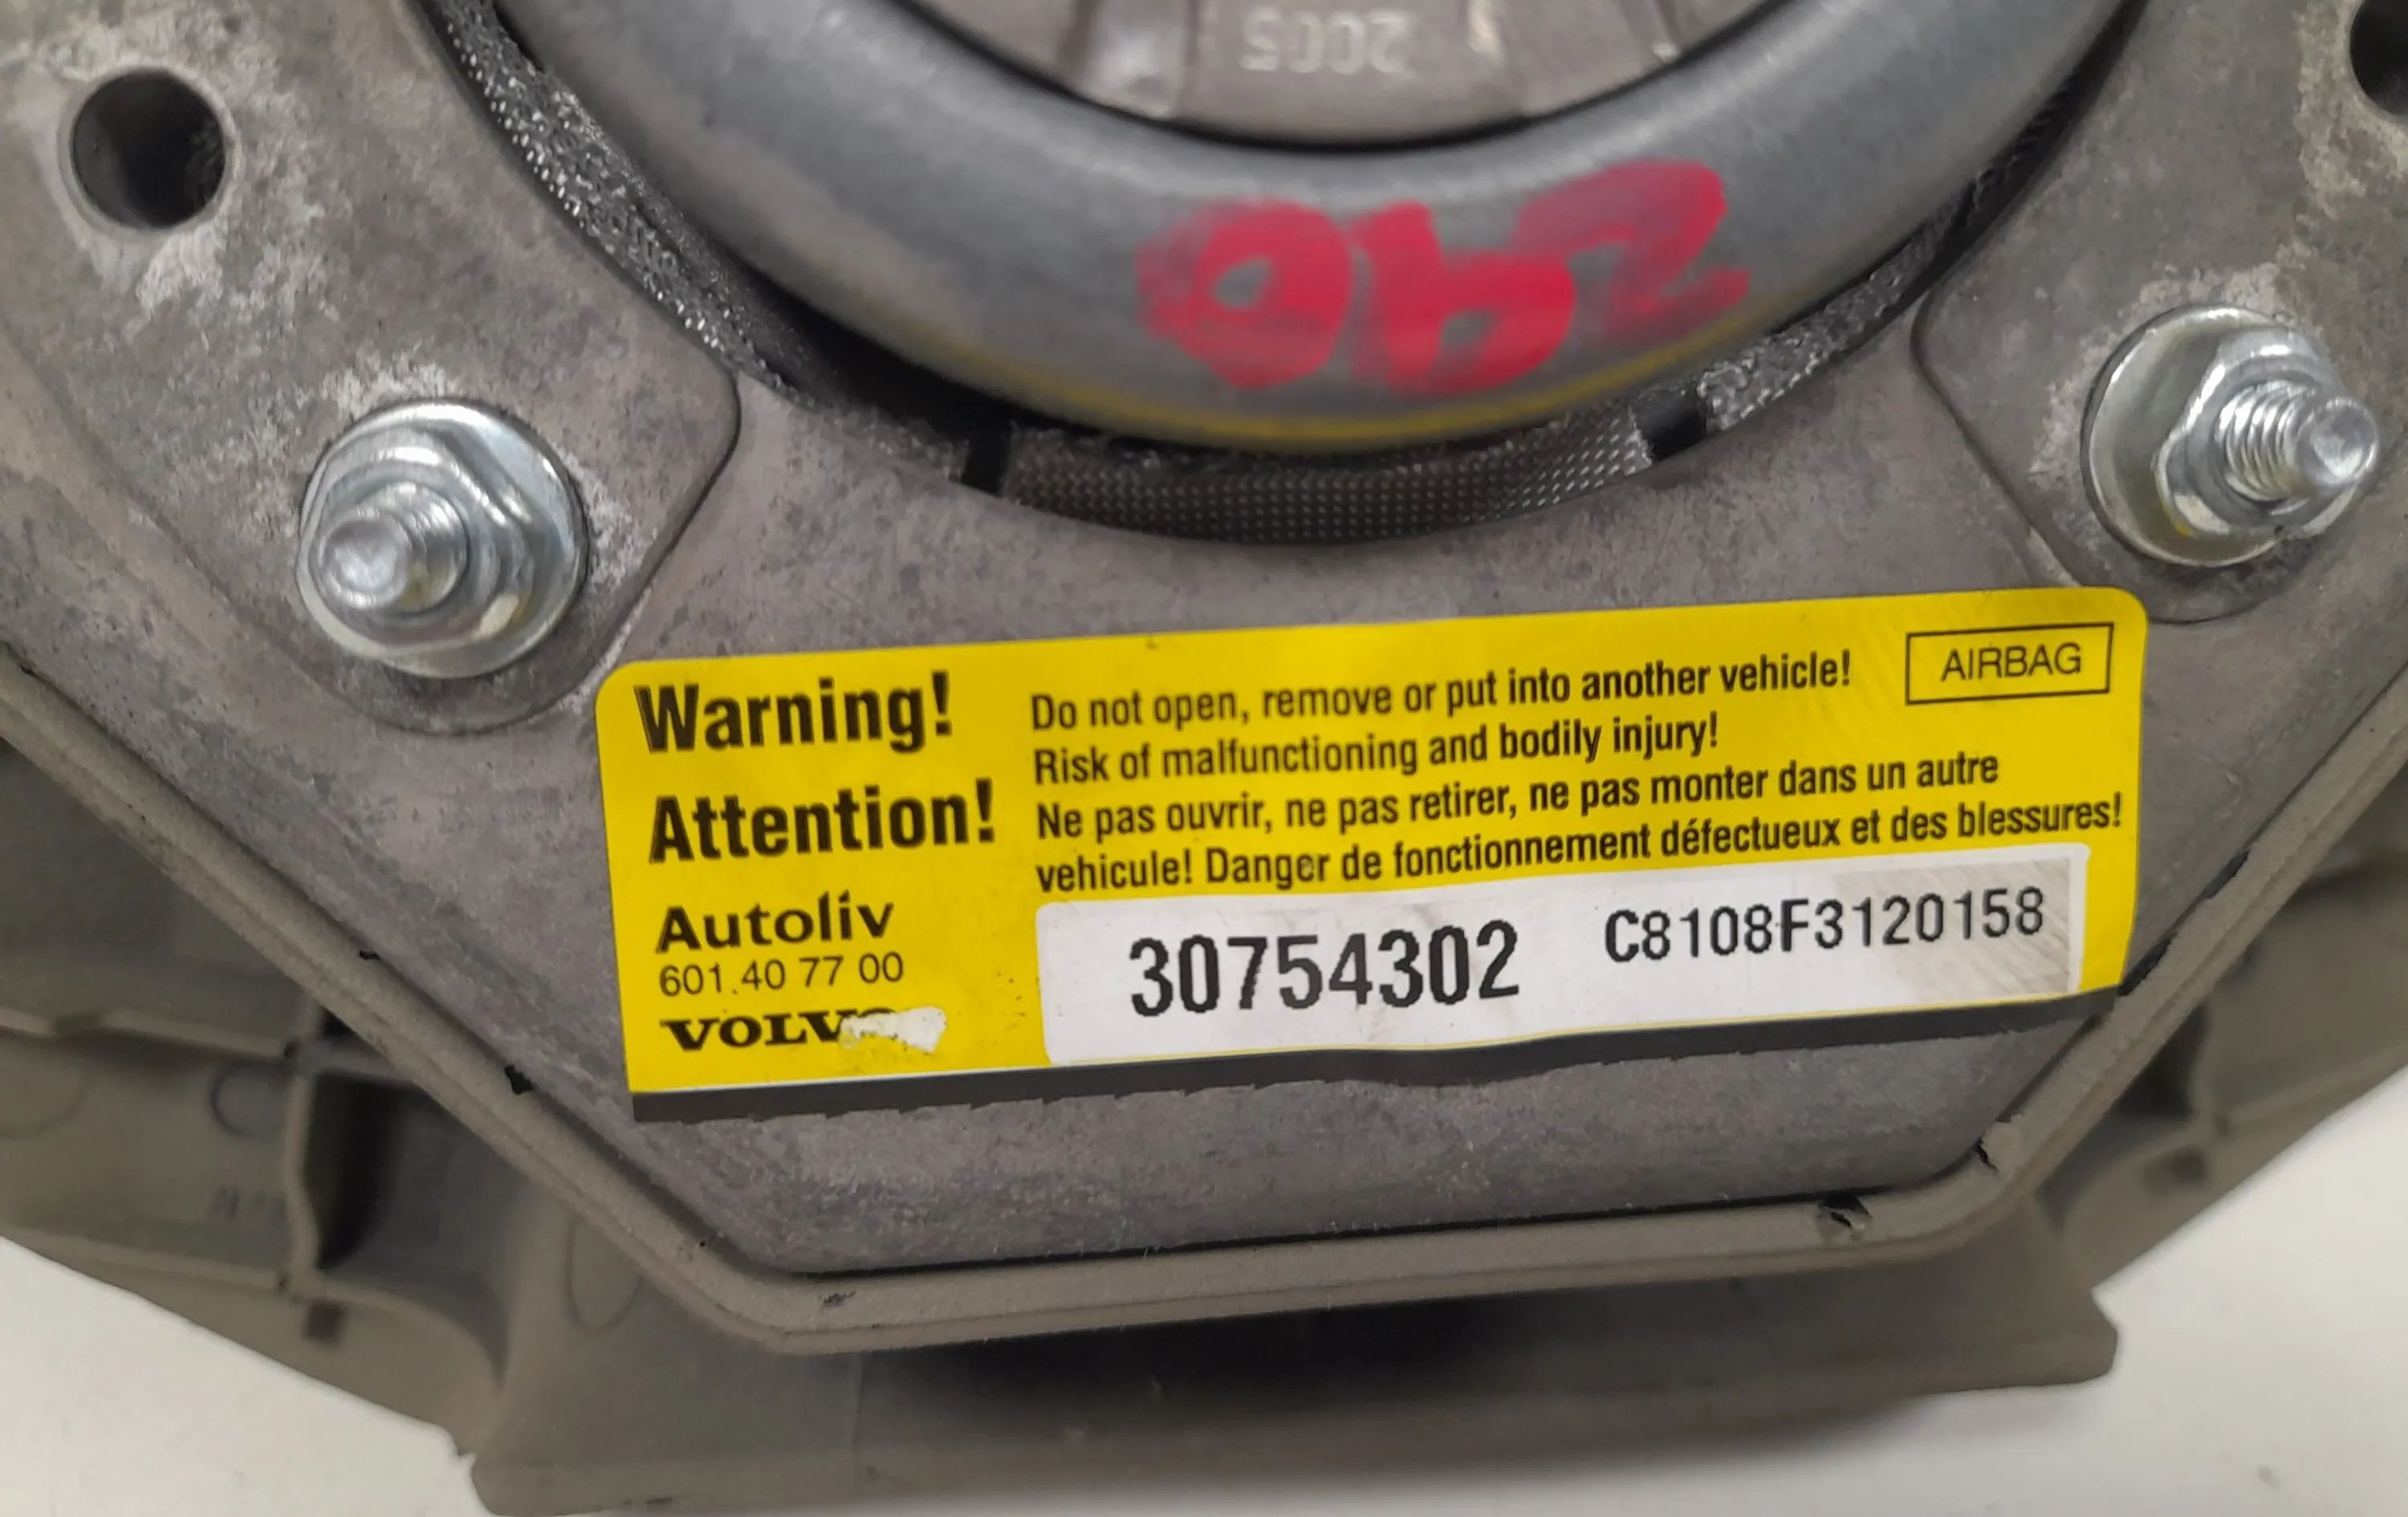 2005
240
Warning!
Attention!
Do not open, remove or put into another vehicle!
Risk of malfunctioning and bodily injury!
Ne pas ouvrir, ne pas retirer, ne pas monter dans un autre
vehicule! Danger de fonctionnement défectueux et des blessures!
AIRBAG
Autoliv
601.40 77 00
VOLVO
30754302
C8108F3120158